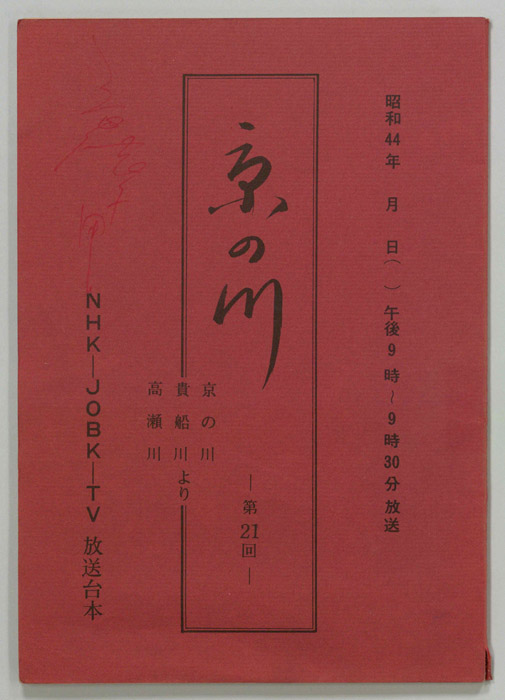 昭和44年　月　日（　）午後9時～9時30分放送
京の川
―第21回―
京の川
貴船川より
高瀬川
NHK―JOBK―TV 放送台本